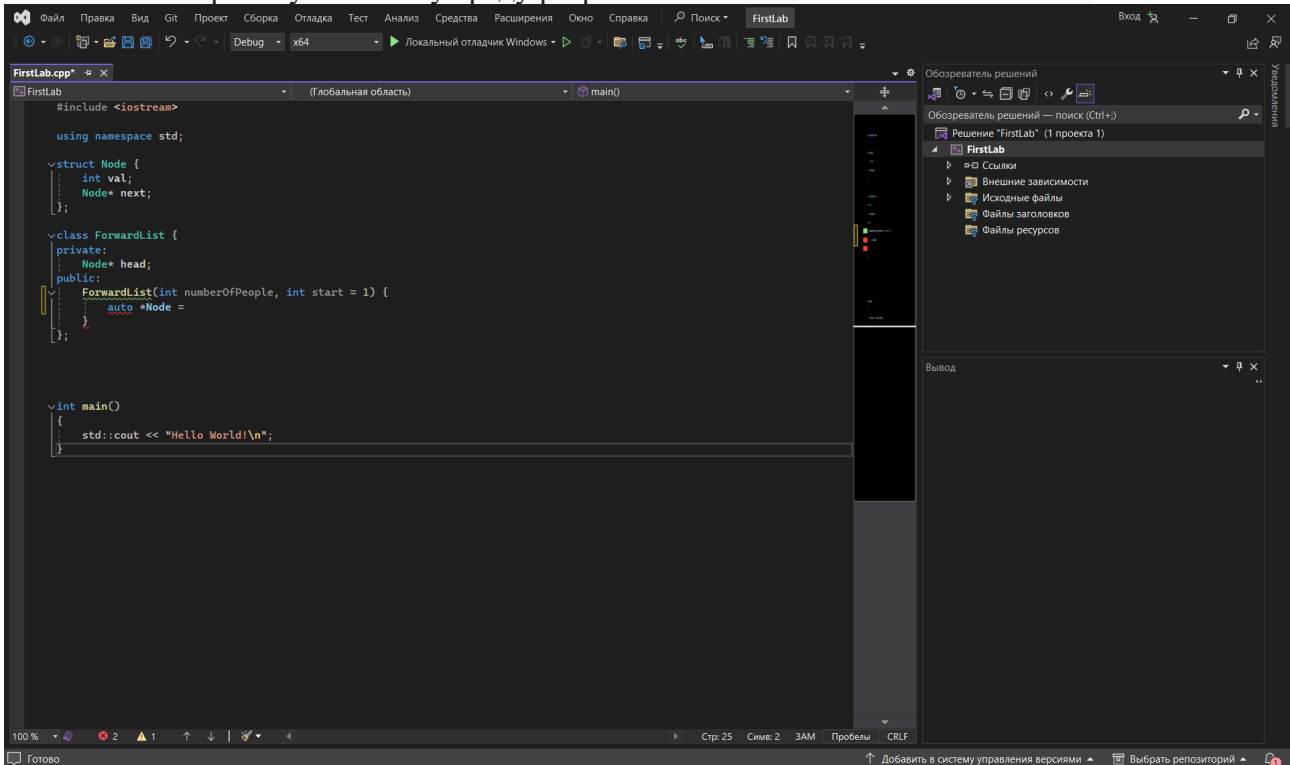 Файл Правка Вид Git Проект Сборка Отладка Тест Анализ Средства Расширения Окно Справка Поиск FirstLab Вход
Debug x64 Локальный отладчик Windows
FirstLab.cpp*
FirstLab (Глобальная область) main()
#include <iostream>
using namespace std;
struct Node {
int val;
Node* next;
};
class ForwardList {
private:
Node* head;
public:
ForwardList(int numberOfPeople, int start = 1) {
auto *Node =
}
};
int main()
{
std::cout << "Hello World!\n";
}
100 % 2 1 Стр: 25 Симв: 2 ЗАМ Пробелы CRLF
Обозреватель решений
Обозреватель решений — поиск (Ctrl+;)
Решение "FirstLab" (1 проекта 1)
FirstLab
Ссылки
Внешние зависимости
Исходные файлы
Файлы заголовков
Файлы ресурсов
Вывод
Уведомления
Готово Добавить в систему управления версиями Выбрать репозиторий 1